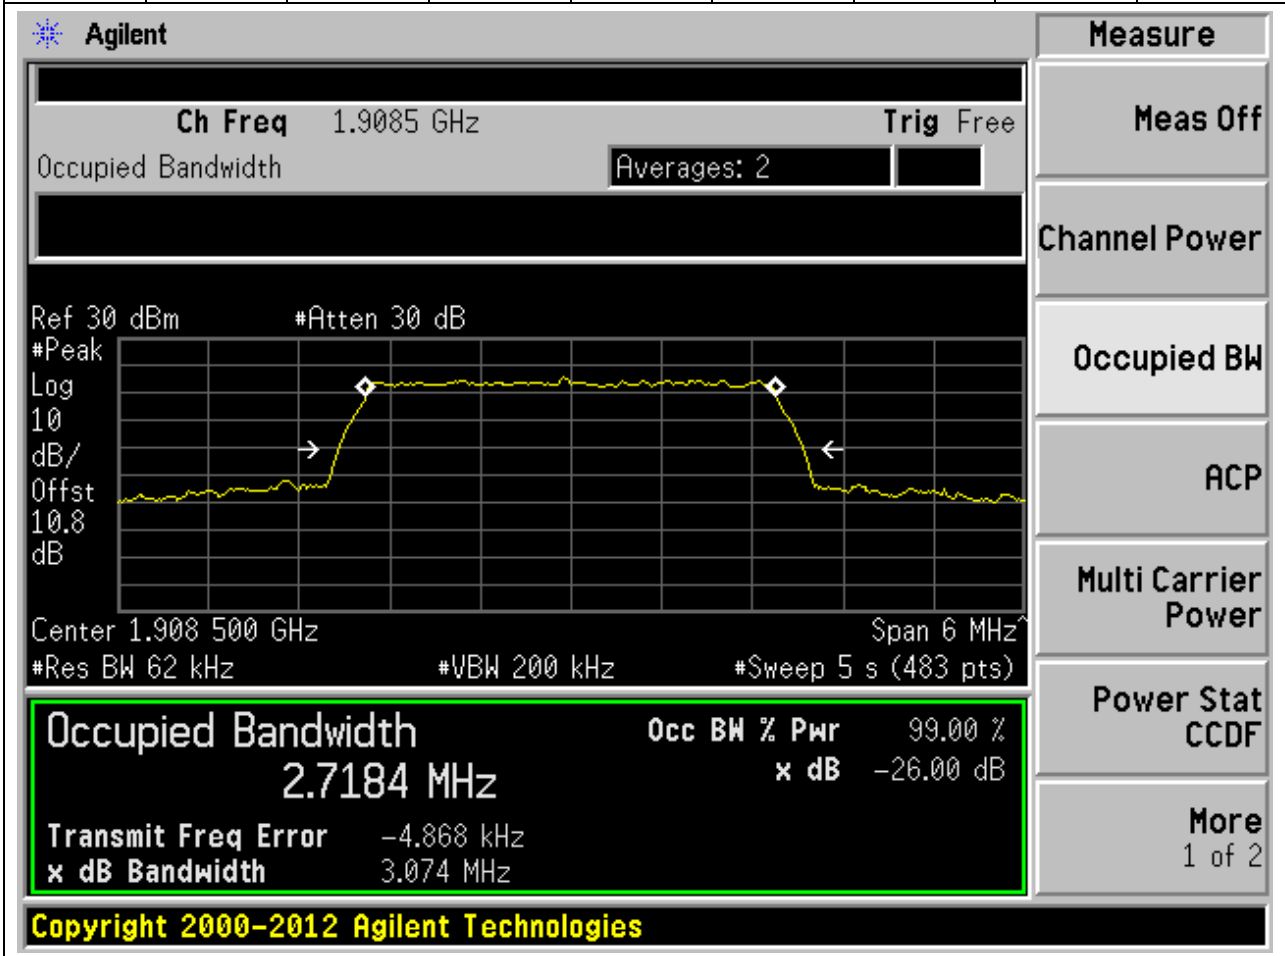 Agilent
Measure
Ch Freq 1.9085 GHz Trig Free
Occupied Bandwidth Averages: 2
Ref 30 dBm #Atten 30 dB
#Peak
Log
10
dB/
Offst
10.8
dB
Center 1.908 500 GHz Span 6 MHz^
#Res BW 62 kHz #VBW 200 kHz #Sweep 5 s (483 pts)
Occupied Bandwidth Occ BW % Pwr 99.00 %
2.7184 MHz x dB -26.00 dB
Transmit Freq Error -4.868 kHz
x dB Bandwidth 3.074 MHz
Copyright 2000-2012 Agilent Technologies
Meas Off
Channel Power
Occupied BW
ACP
Multi Carrier
Power
Power Stat
CCDF
More
1 of 2